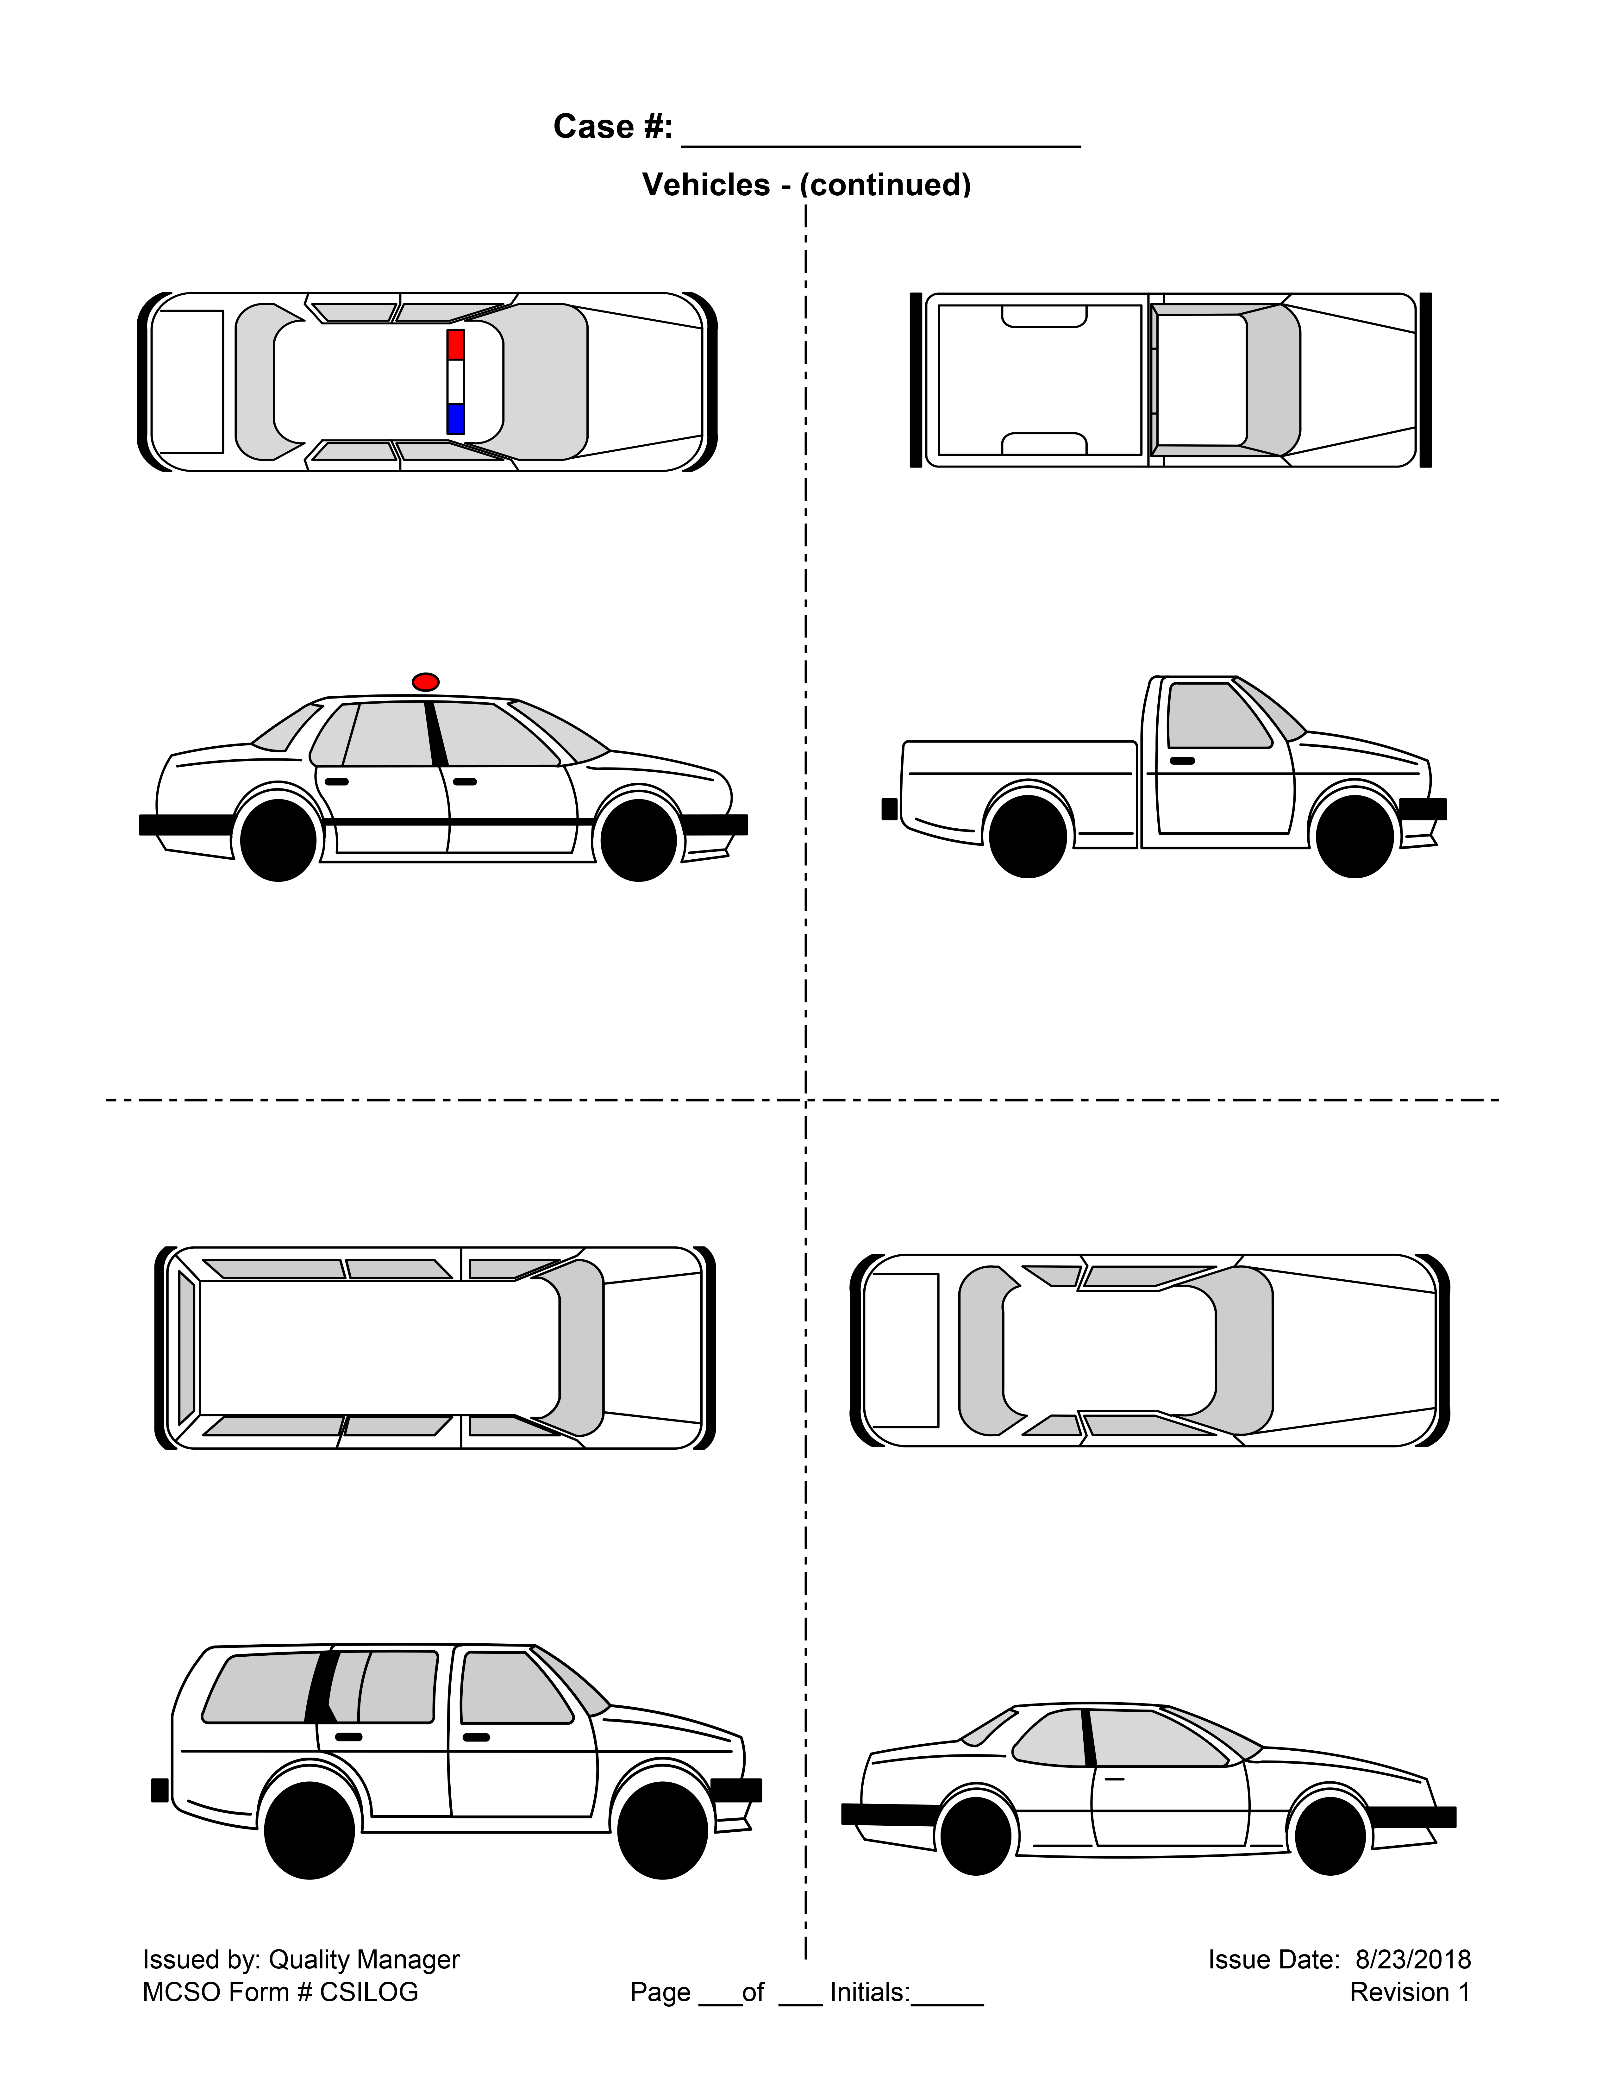 Case #: ____________________
Vehicles - (continued)
Issued by: Quality Manager
Issue Date: 8/23/2018
MCSO Form # CSILOG
Page ___of ___ Initials:_____
Revision 1